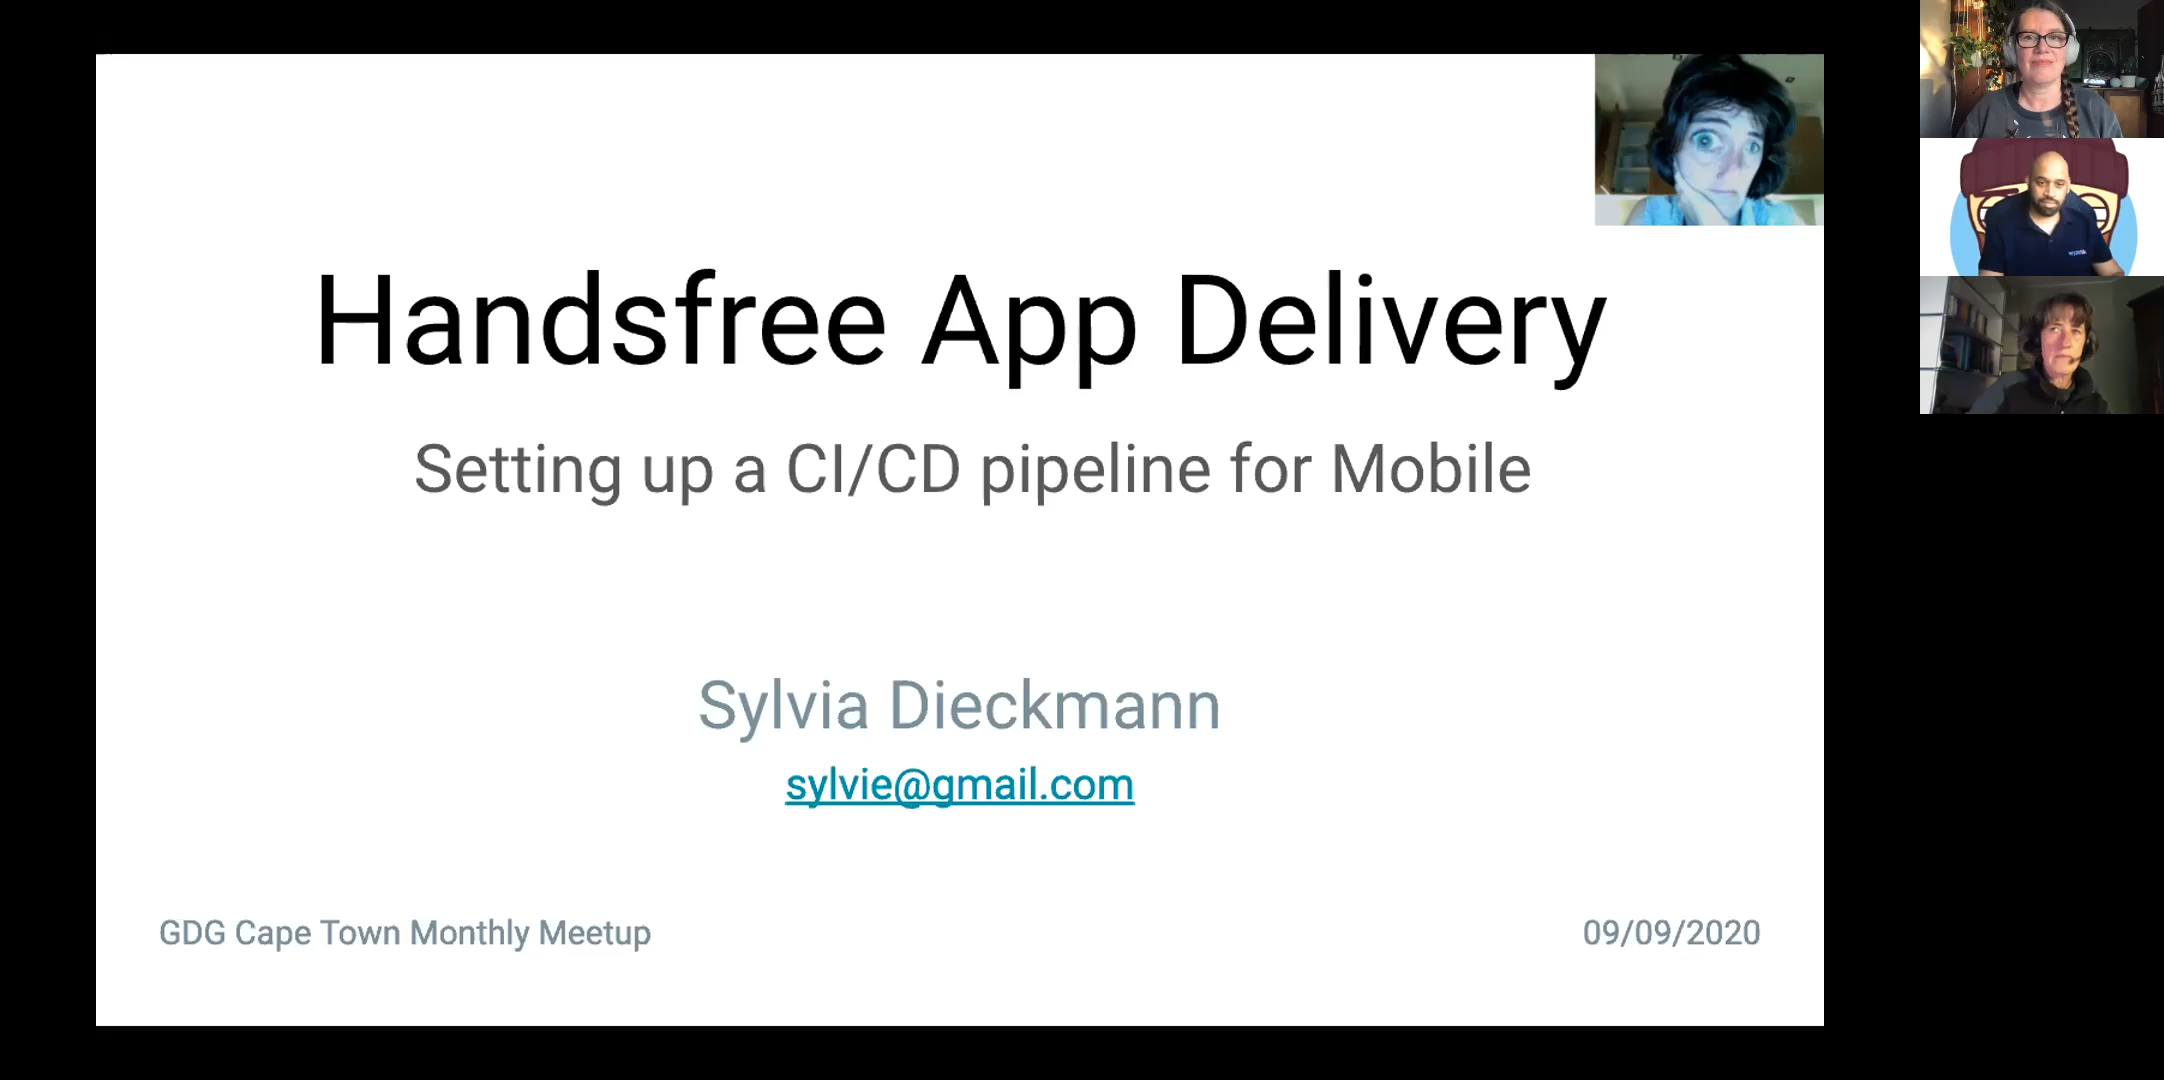 Handsfree App Delivery
Setting up a CI/CD pipeline for Mobile
Sylvia Dieckmann
sylvie@gmail.com
GDG Cape Town Monthly Meetup
09/09/2020